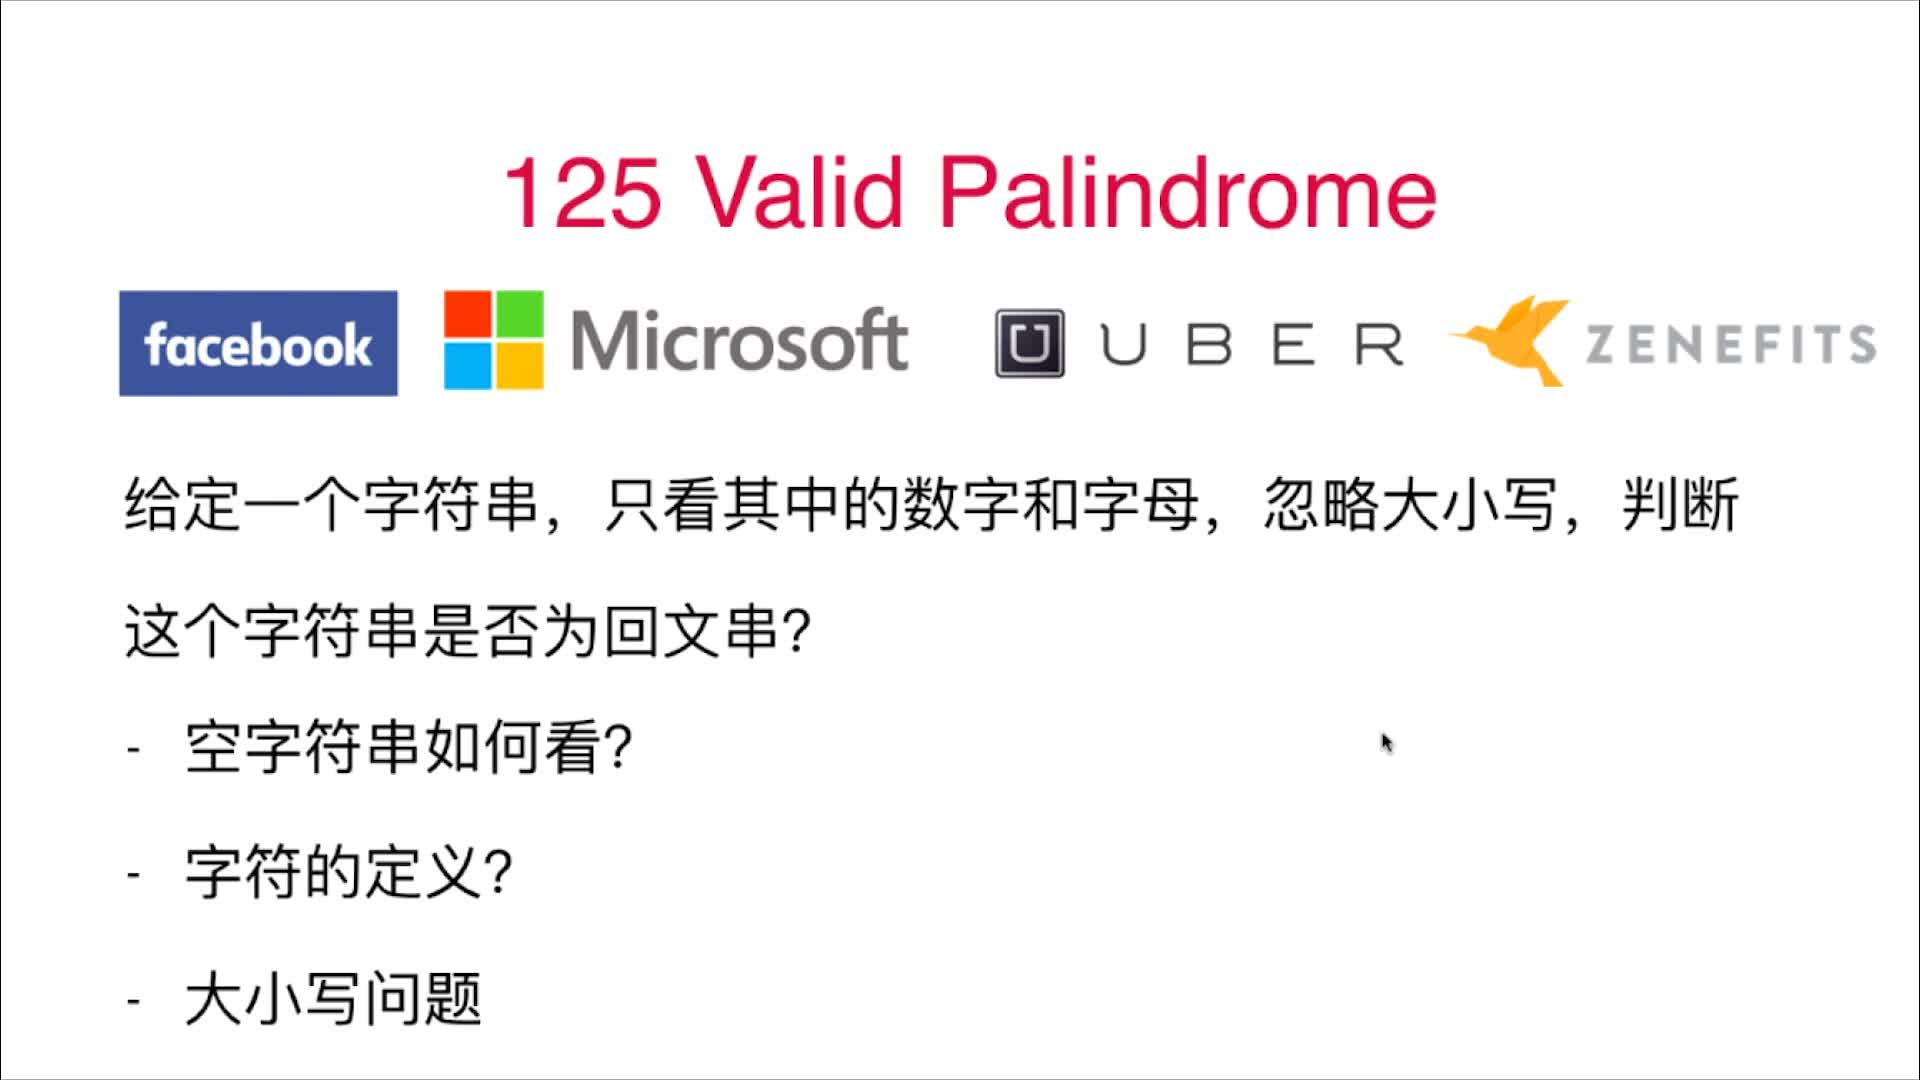 125 Valid Palindrome
facebook Microsoft UBER ZENEFITS
给定一个字符串，只看其中的数字和字母，忽略大小写，判断
这个字符串是否为回文串？
- 空字符串如何看？
- 字符的定义？
- 大小写问题